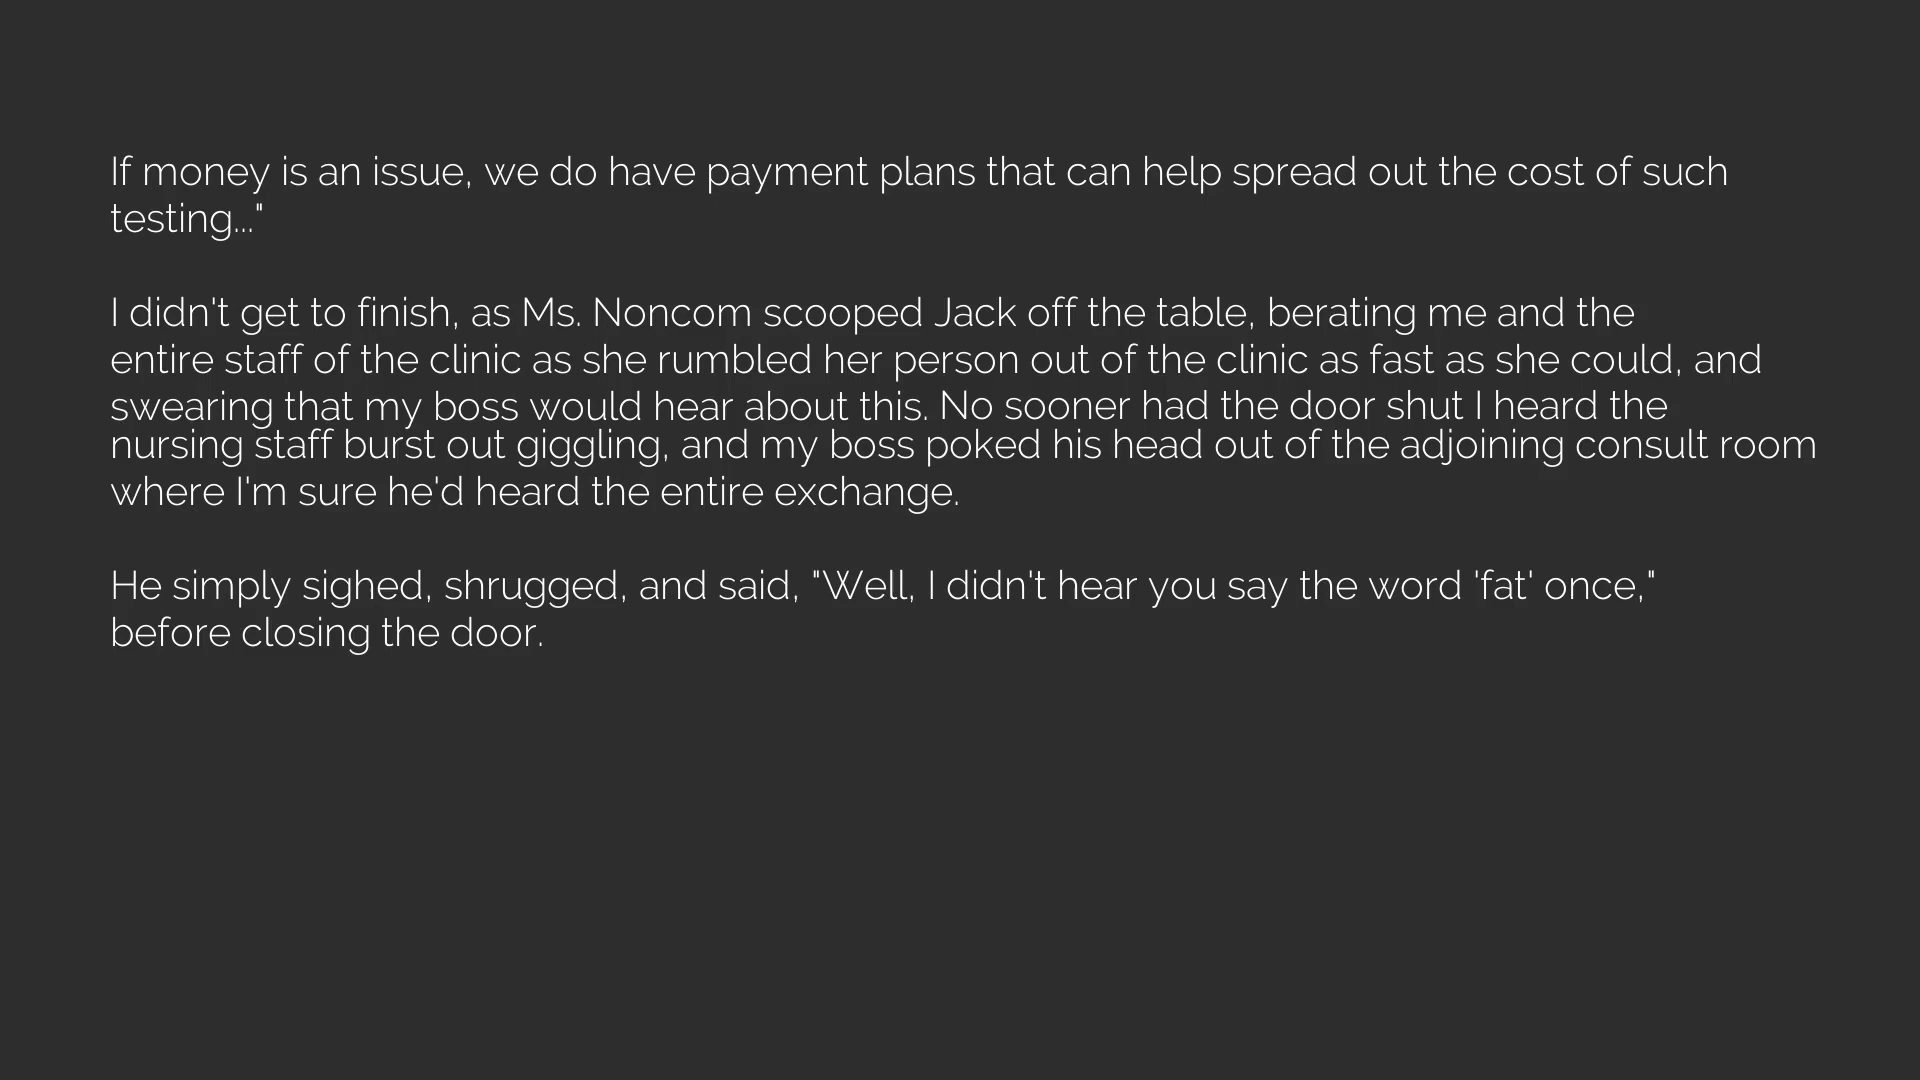 If money is an issue, we do have payment plans that can help spread out the cost of such
testing..."
I didn't get to finish, as Ms. Noncom scooped Jack off the table, berating me and the
entire staff of the clinic as she rumbled her person out of the clinic as fast as she could, and
swearing that my boss would hear about this. No sooner had the door shut I heard the
nursing staff burst out giggling, and my boss poked his head out of the adjoining consult room
where I'm sure he'd heard the entire exchange.
He simply sighed, shrugged, and said, "Well, I didn't hear you say the word 'fat' once,"
before closing the door.